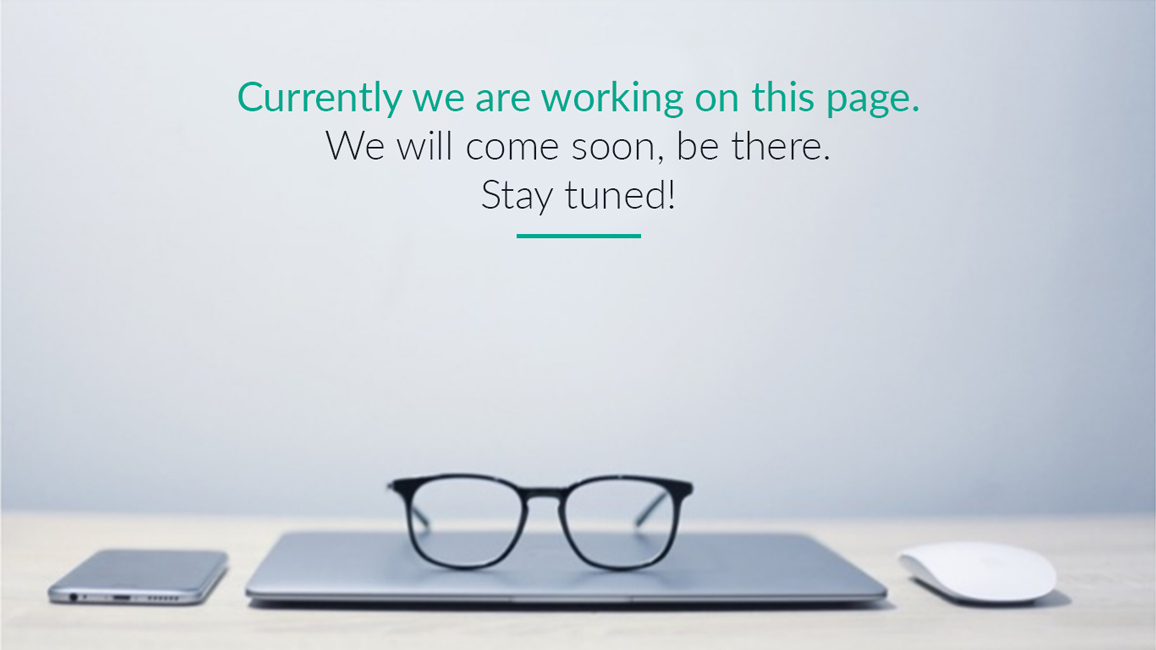 Currently we are working on this page.
We will come soon, be there.
Stay tuned!